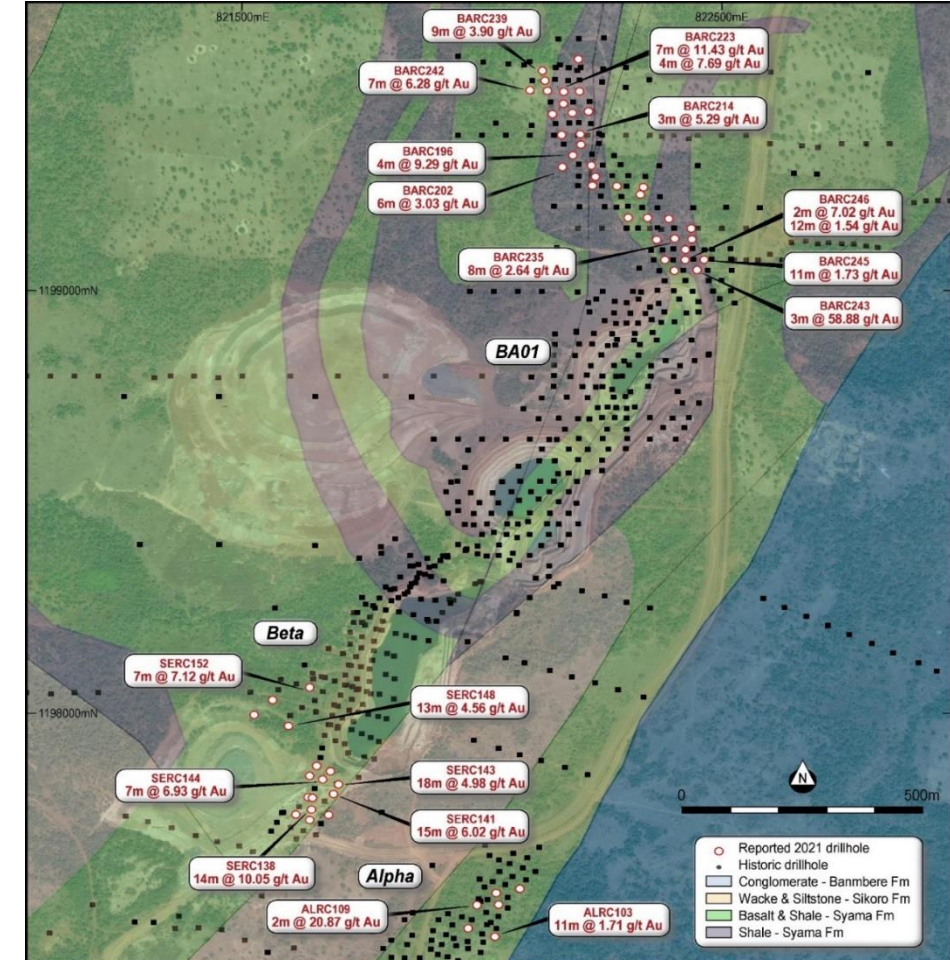 821500mE
822500mE
BARC239
9m @ 3.90 g/t Au
BARC223
7m @ 11.43 g/t Au
4m @ 7.69 g/t Au
BARC242
7m @ 6.28 g/t Au
BARC214
3m @ 5.29 g/t Au
BARC196
4m @ 9.29 g/t Au
BARC202
6m @ 3.03 g/t Au
BARC246
2m @ 7.02 g/t Au
12m @ 1.54 g/t Au
BARC235
8m @ 2.64 g/t Au
BARC245
11m @ 1.73 g/t Au
1199000mN
BARC243
3m @ 58.88 g/t Au
BA01
Beta
SERC152
7m @ 7.12 g/t Au
SERC148
13m @ 4.56 g/t Au
1198000mN
SERC144
7m @ 6.93 g/t Au
SERC143
18m @ 4.98 g/t Au
N
0
500m
SERC141
15m @ 6.02 g/t Au
SERC138
14m @ 10.05 g/t Au
Alpha
ALRC109
2m @ 20.87 g/t Au
ALRC103
11m @ 1.71 g/t Au
Reported 2021 drillhole
Historic drillhole
Conglomerate - Banmbere Fm
Wacke & Siltstone - Sikoro Fm
Basalt & Shale - Syama Fm
Shale - Syama Fm